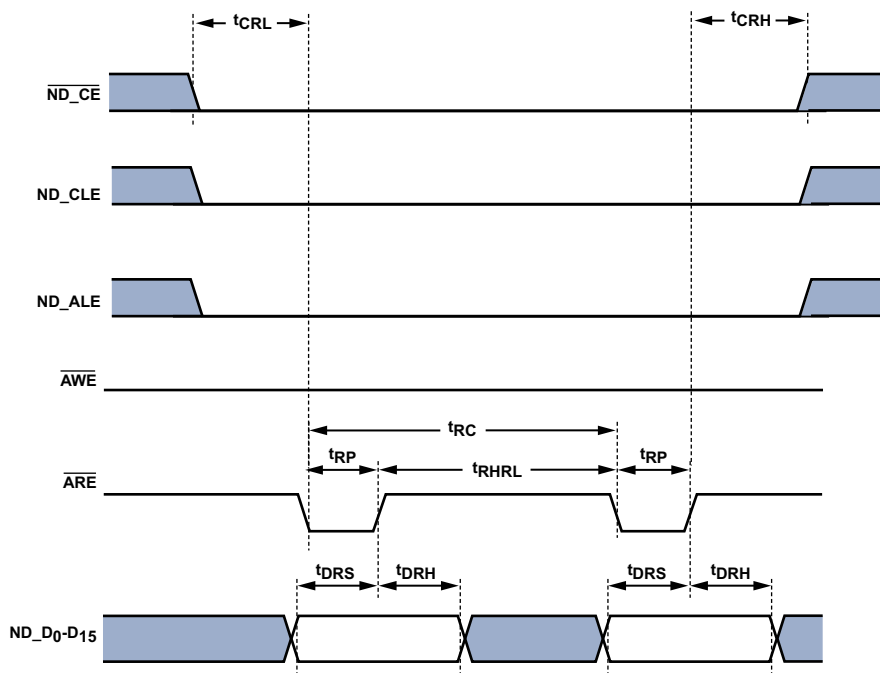 tCRL
tCRH
ND_CE
ND_CLE
ND_ALE
AWE
tRC
tRP
tRHRL
tRP
ARE
tDRS
tDRH
tDRS
tDRH
ND_D0-D15